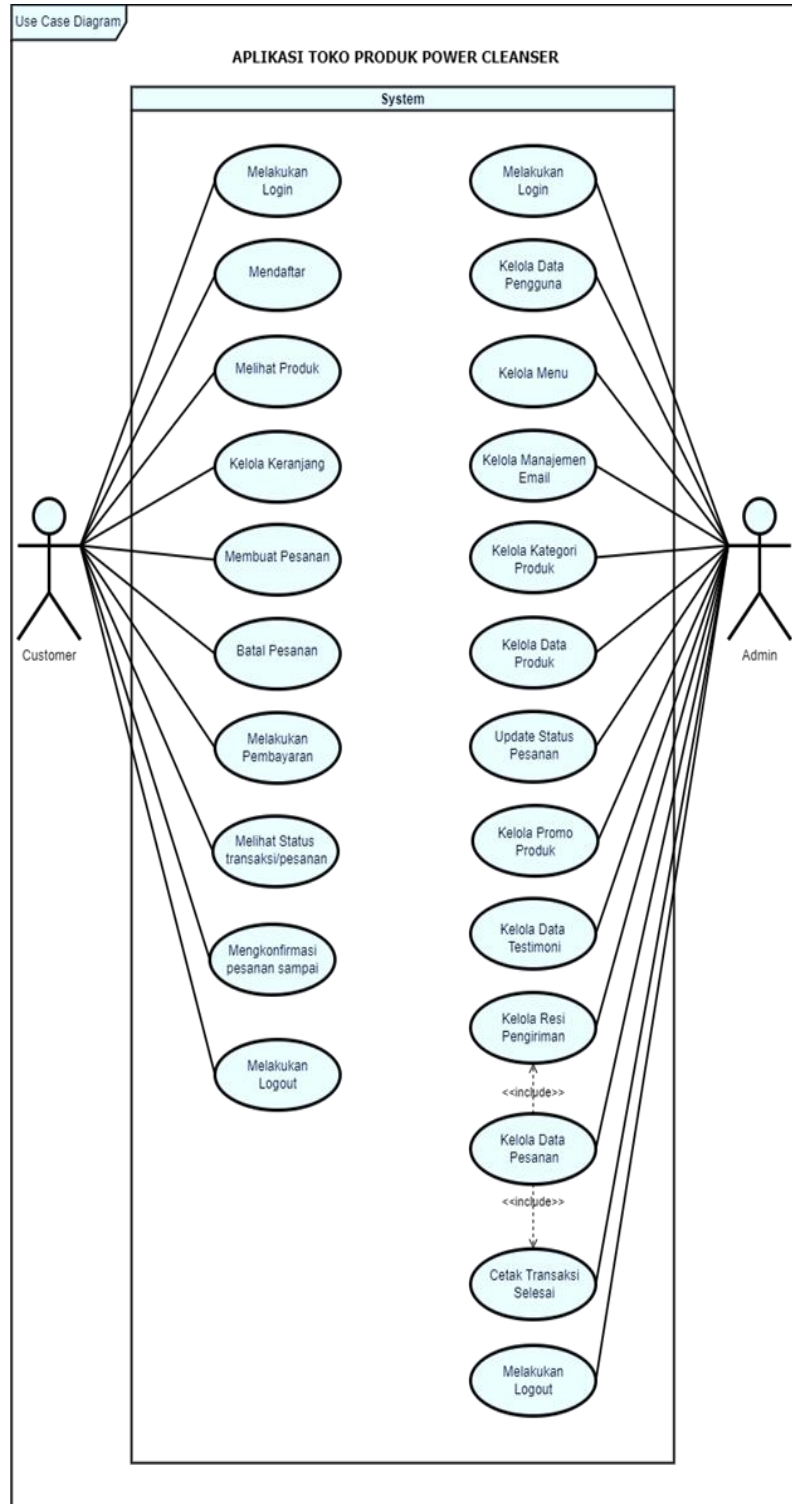 Use Case Diagram
APLIKASI TOKO PRODUK POWER CLEANSER
System
Melakukan
Login
Mendaftar
Melihat Produk
Kelola Keranjang
Membuat Pesanan
Batal Pesanan
Melakukan
Pembayaran
Melihat Status
transaksi/pesanan
Mengkonfirmasi
pesanan sampai
Melakukan
Logout
Customer
Melakukan
Login
Kelola Data
Pengguna
Kelola Menu
Kelola Manajemen
Email
Kelola Kategori
Produk
Kelola Data
Produk
Update Status
Pesanan
Kelola Promo
Produk
Kelola Data
Testimoni
Kelola Resi
Pengiriman
<<include>>
Kelola Data
Pesanan
<<include>>
Cetak Transaksi
Selesai
Melakukan
Logout
Admin